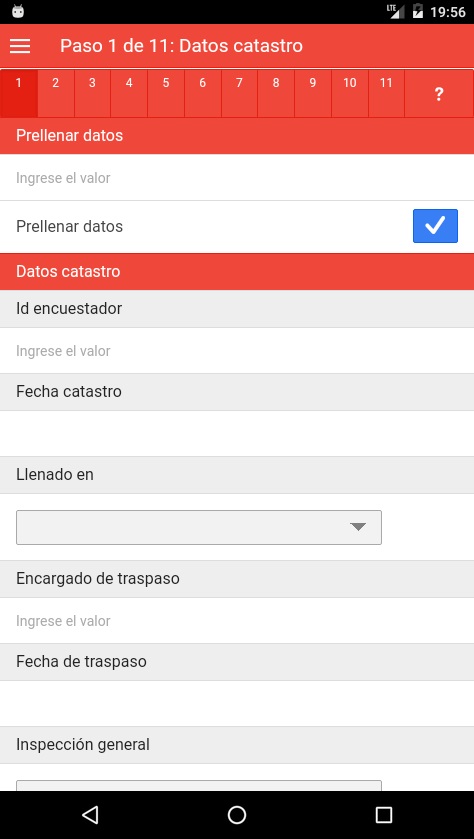 LTE 19:56
Paso 1 de 11: Datos catastro
1 2 3 4 5 6 7 8 9 10 11 ?
Prellenar datos
Ingrese el valor
Prellenar datos
Datos catastro
Id encuestador
Ingrese el valor
Fecha catastro
Llenado en
Encargado de traspaso
Ingrese el valor
Fecha de traspaso
Inspección general